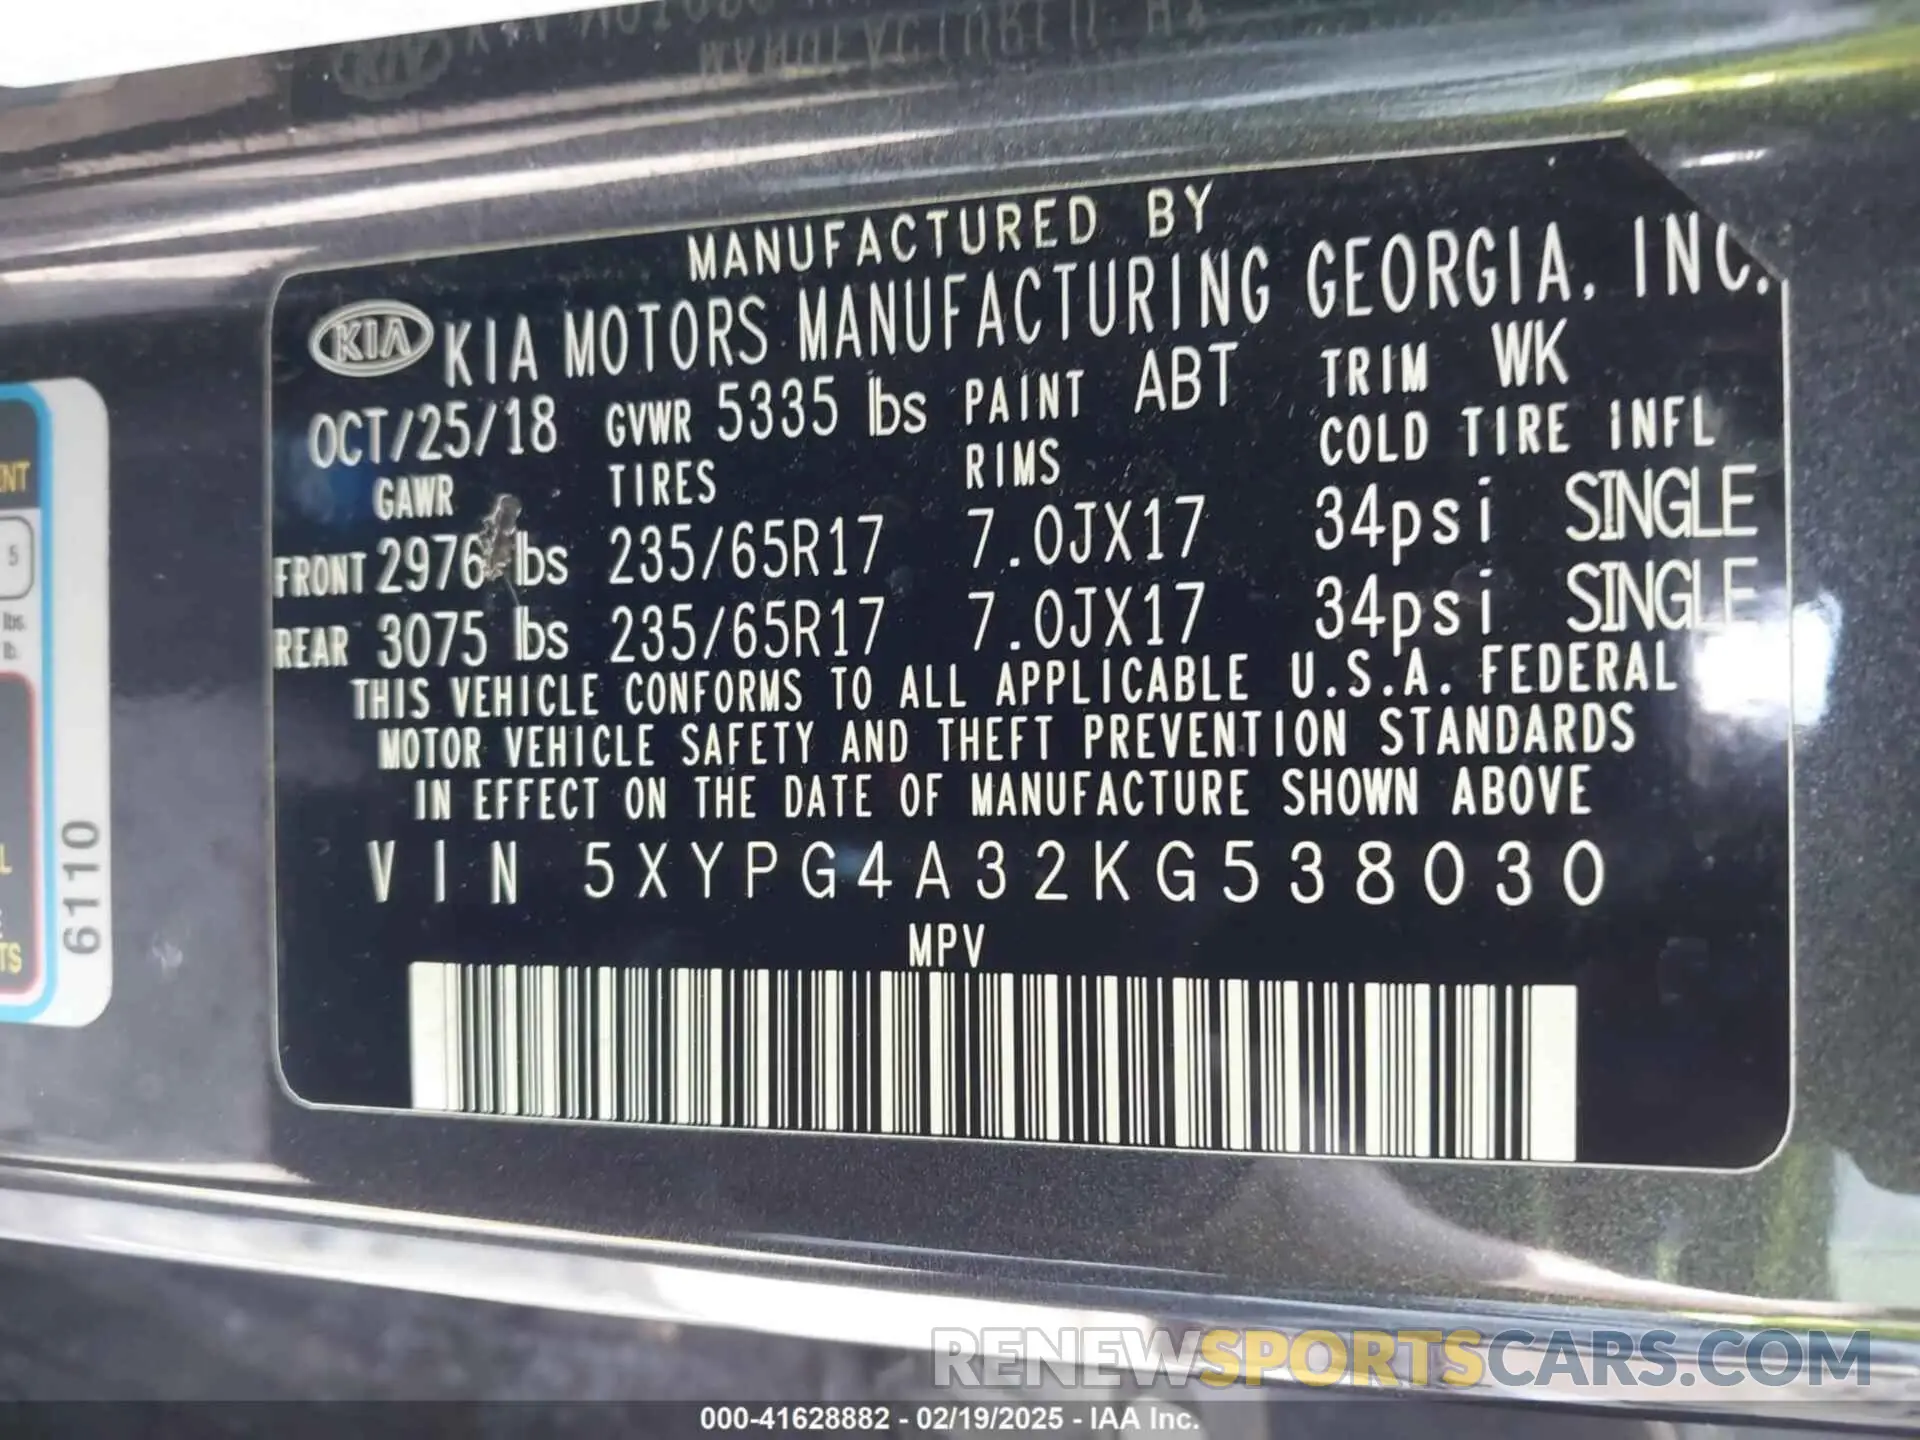 MANUFACTURED BY
KIA KIA MOTORS MANUFACTURING GEORGIA, INC.
OCT/25/18 GVWR 5335 lbs PAINT ABT TRIM WK
GAWR TIRES RIMS COLD TIRE INFL
FRONT 2976 lbs 235/65R17 7.0JX17 34psi SINGLE
REAR 3075 lbs 235/65R17 7.0JX17 34psi SINGLE
THIS VEHICLE CONFORMS TO ALL APPLICABLE U.S.A. FEDERAL
MOTOR VEHICLE SAFETY AND THEFT PREVENTION STANDARDS
IN EFFECT ON THE DATE OF MANUFACTURE SHOWN ABOVE
VIN 5XYPG4A32KG538030
MPV
5
lbs.
lb.
6110
RENEWSPORTSCARS.COM
000-41628882 - 02/19/2025 - IAA Inc.